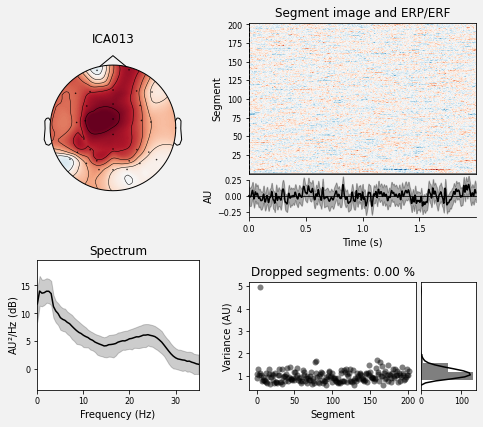 ICA013
Segment image and ERP/ERF
Segment
200
175
150
125
100
75
50
25
AU
0.25
0.00
−0.25
0.0 0.5 1.0 1.5
Time (s)
Spectrum
AU²/Hz (dB)
15
10
5
0
0 10 20 30
Frequency (Hz)
Dropped segments: 0.00 %
Variance (AU)
5
4
3
2
1
0 50 100 150 200
Segment
0 100